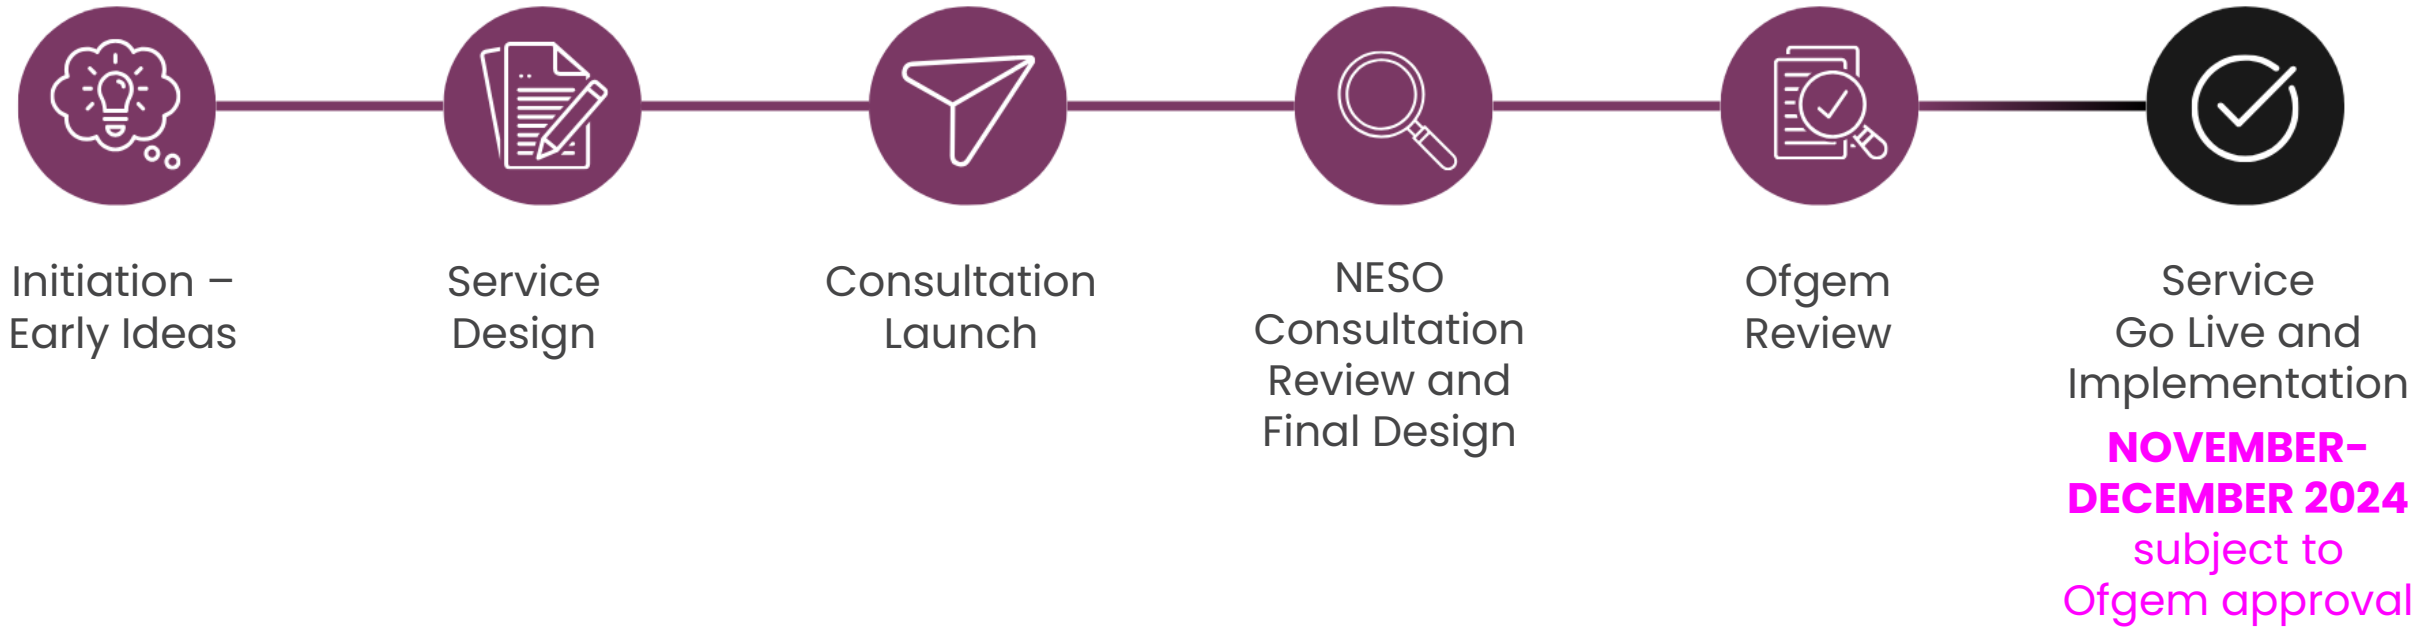 Initiation –
Early Ideas
Service
Design
Consultation
Launch
NESO
Consultation
Review and
Final Design
Ofgem
Review
Service
Go Live and
Implementation
NOVEMBER-
DECEMBER 2024
subject to
Ofgem approval